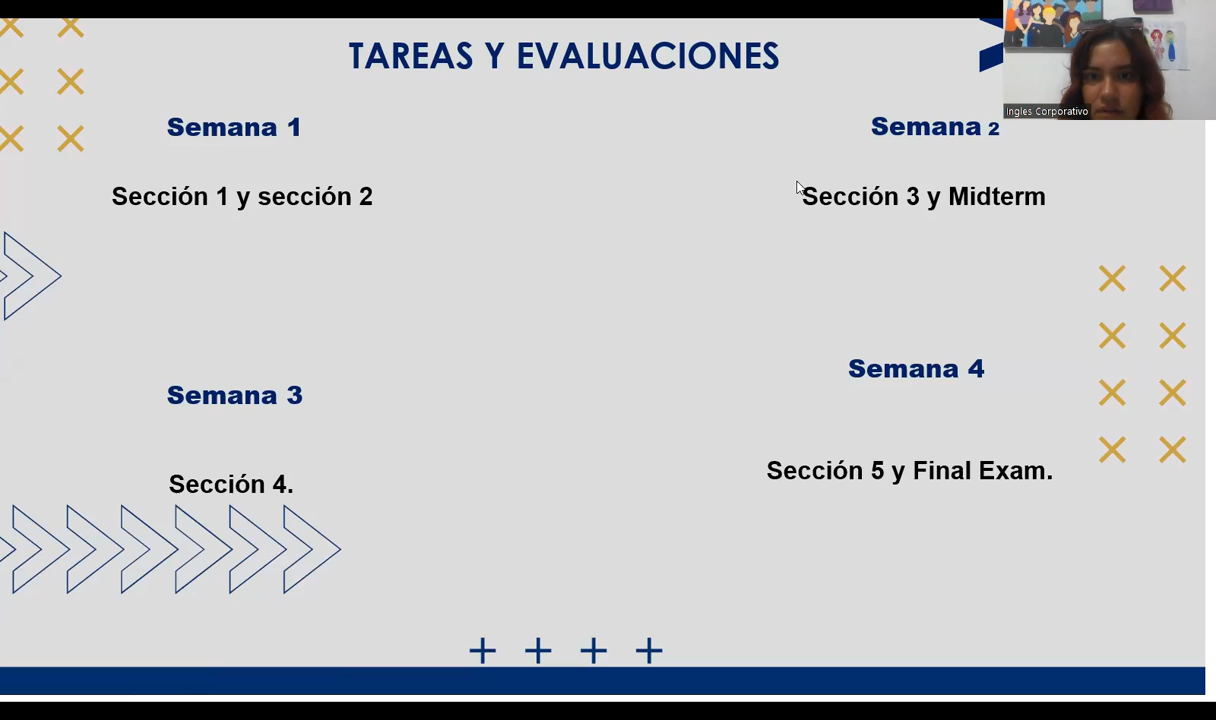 TAREAS Y EVALUACIONES
Semana 1
Sección 1 y sección 2
Semana 2
Sección 3 y Midterm
Semana 3
Sección 4.
Semana 4
Sección 5 y Final Exam.
Ingles Corporativo